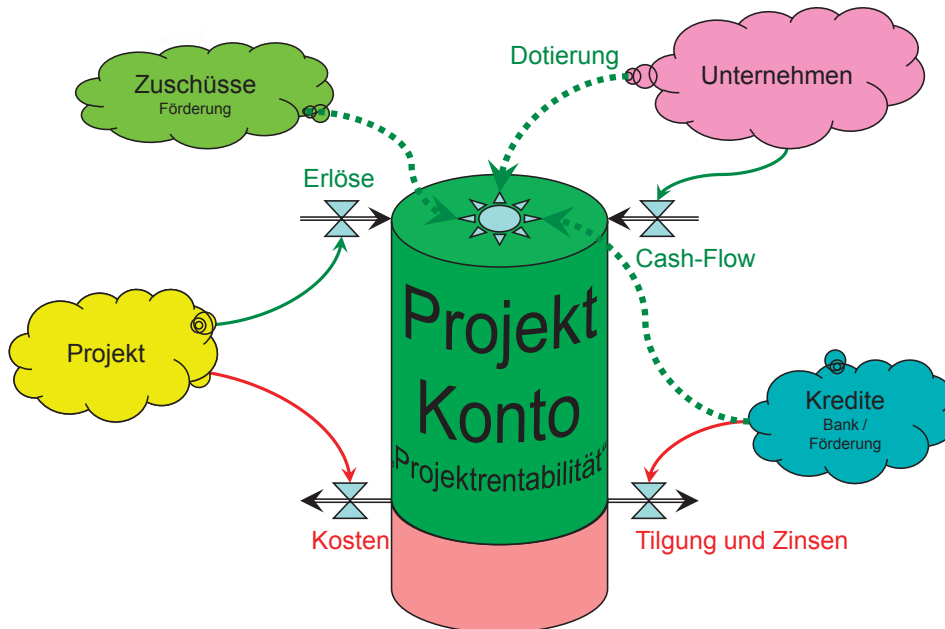 Zuschüsse
Förderung
Dotierung
Unternehmen
Erlöse
Cash-Flow
Projekt
Projekt
Konto
„Projektrentabilität“
Kredite
Bank /
Förderung
Kosten
Tilgung und Zinsen